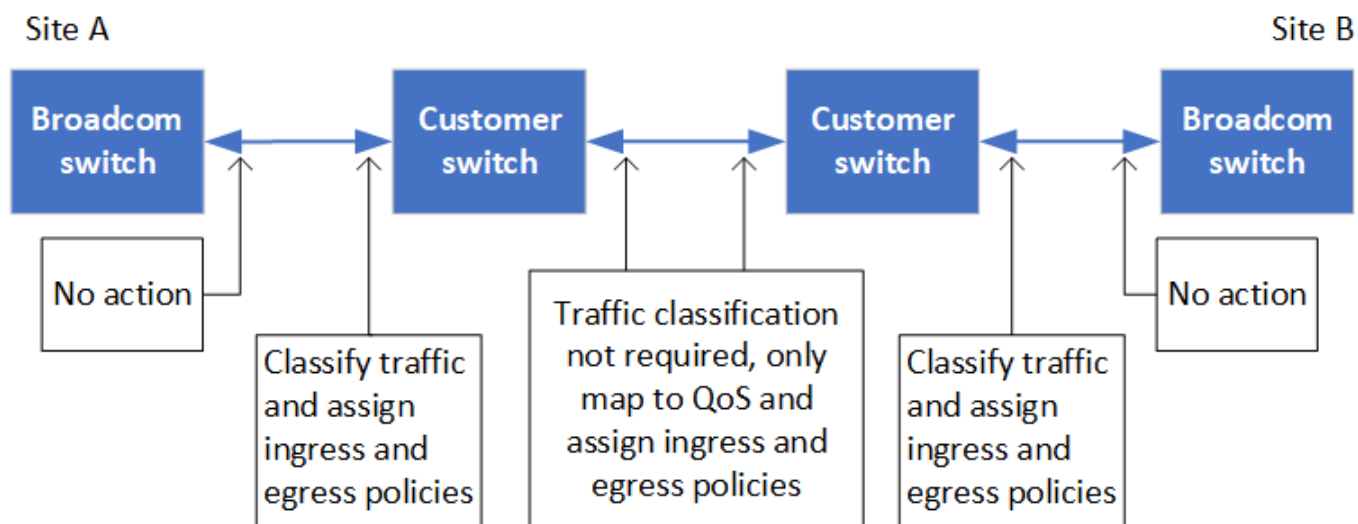 Site A
Site B
Broadcom
switch
Customer
switch
Customer
switch
Broadcom
switch
No action
Classify traffic
and assign
ingress and
egress policies
Traffic classification
not required, only
map to QoS and
assign ingress and
egress policies
Classify traffic
and assign
ingress and
egress policies
No action